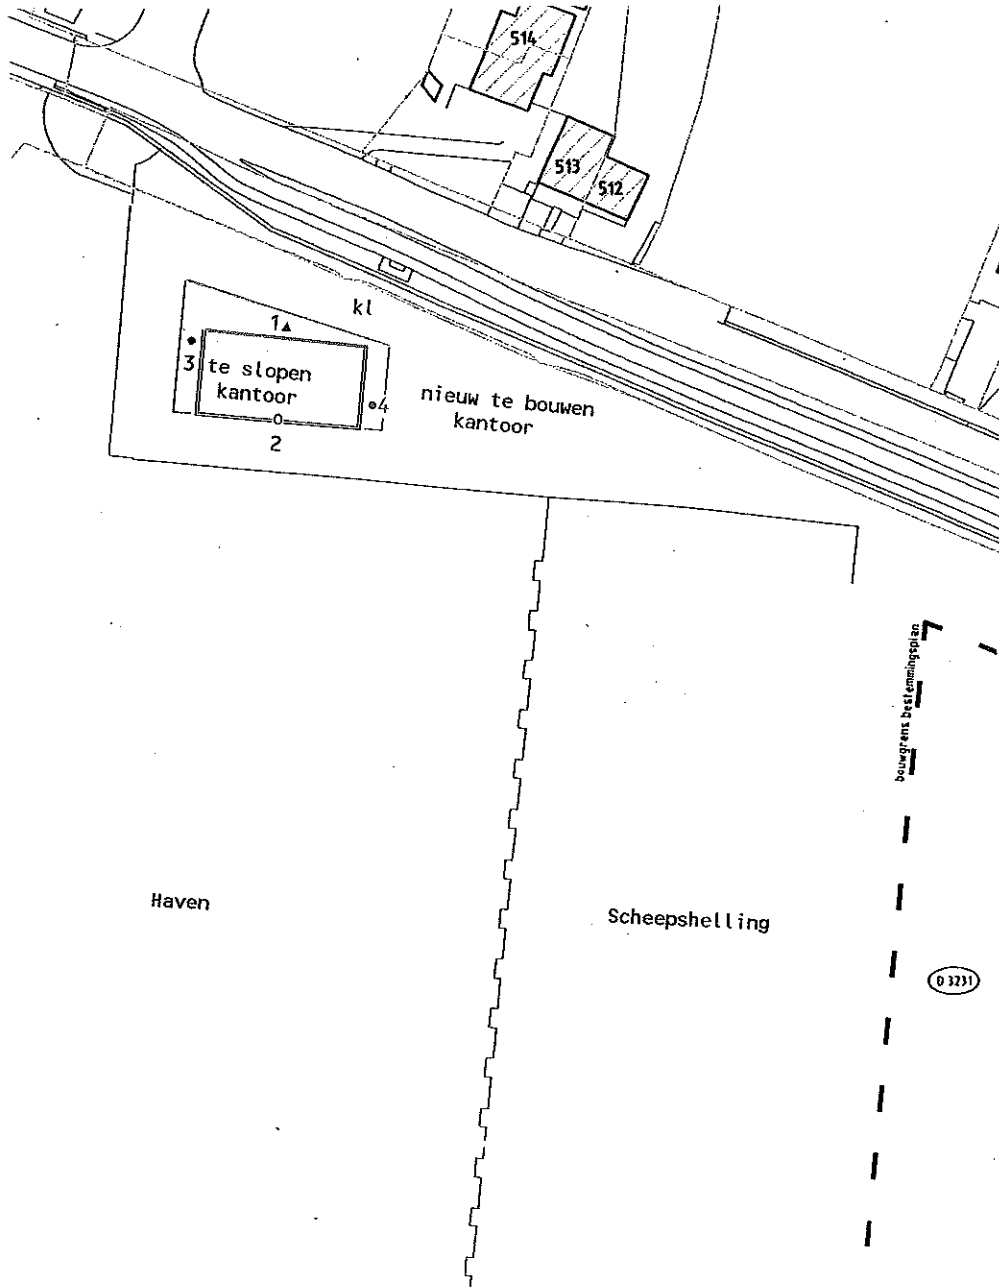 514
513
512
kl
1
3
te slopen
kantoor
4
2
nieuw te bouwen
kantoor
bouwgrens bestemmingsplan
Haven
Scheepshelling
D 3231